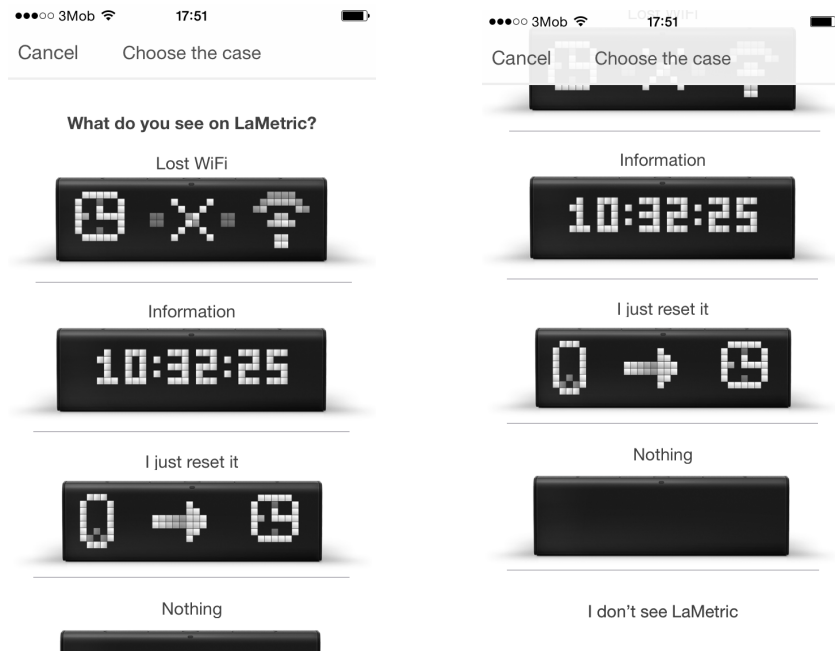 3Mob 17:51
Cancel Choose the case
What do you see on LaMetric?
Lost WiFi
Information
10:32:25
I just reset it
Nothing
Lost WiFi
3Mob 17:51
Cancel Choose the case
Information
10:32:25
I just reset it
Nothing
I don't see LaMetric